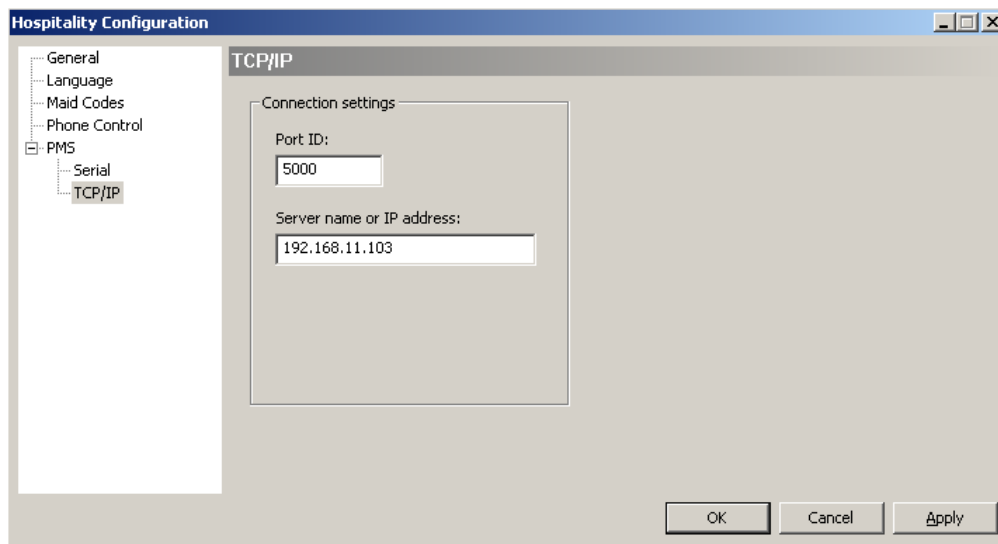 Hospitality Configuration
General
Language
Maid Codes
Phone Control
PMS
Serial
TCP/IP
TCP/IP
Connection settings
Port ID:
5000
Server name or IP address:
192.168.11.103
OK Cancel Apply